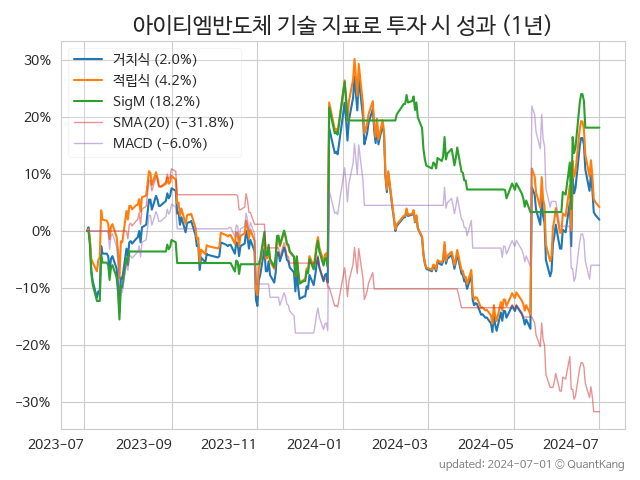 아이티엠반도체 기술 지표로 투자 시 성과 (1년)
거치식 (2.0%)
적립식 (4.2%)
SigM (18.2%)
SMA(20) (−31.8%)
MACD (−6.0%)
30%
20%
10%
0%
−10%
−20%
−30%
2023-07 2023-09 2023-11 2024-01 2024-03 2024-05 2024-07
updated: 2024-07-01 © QuantKang